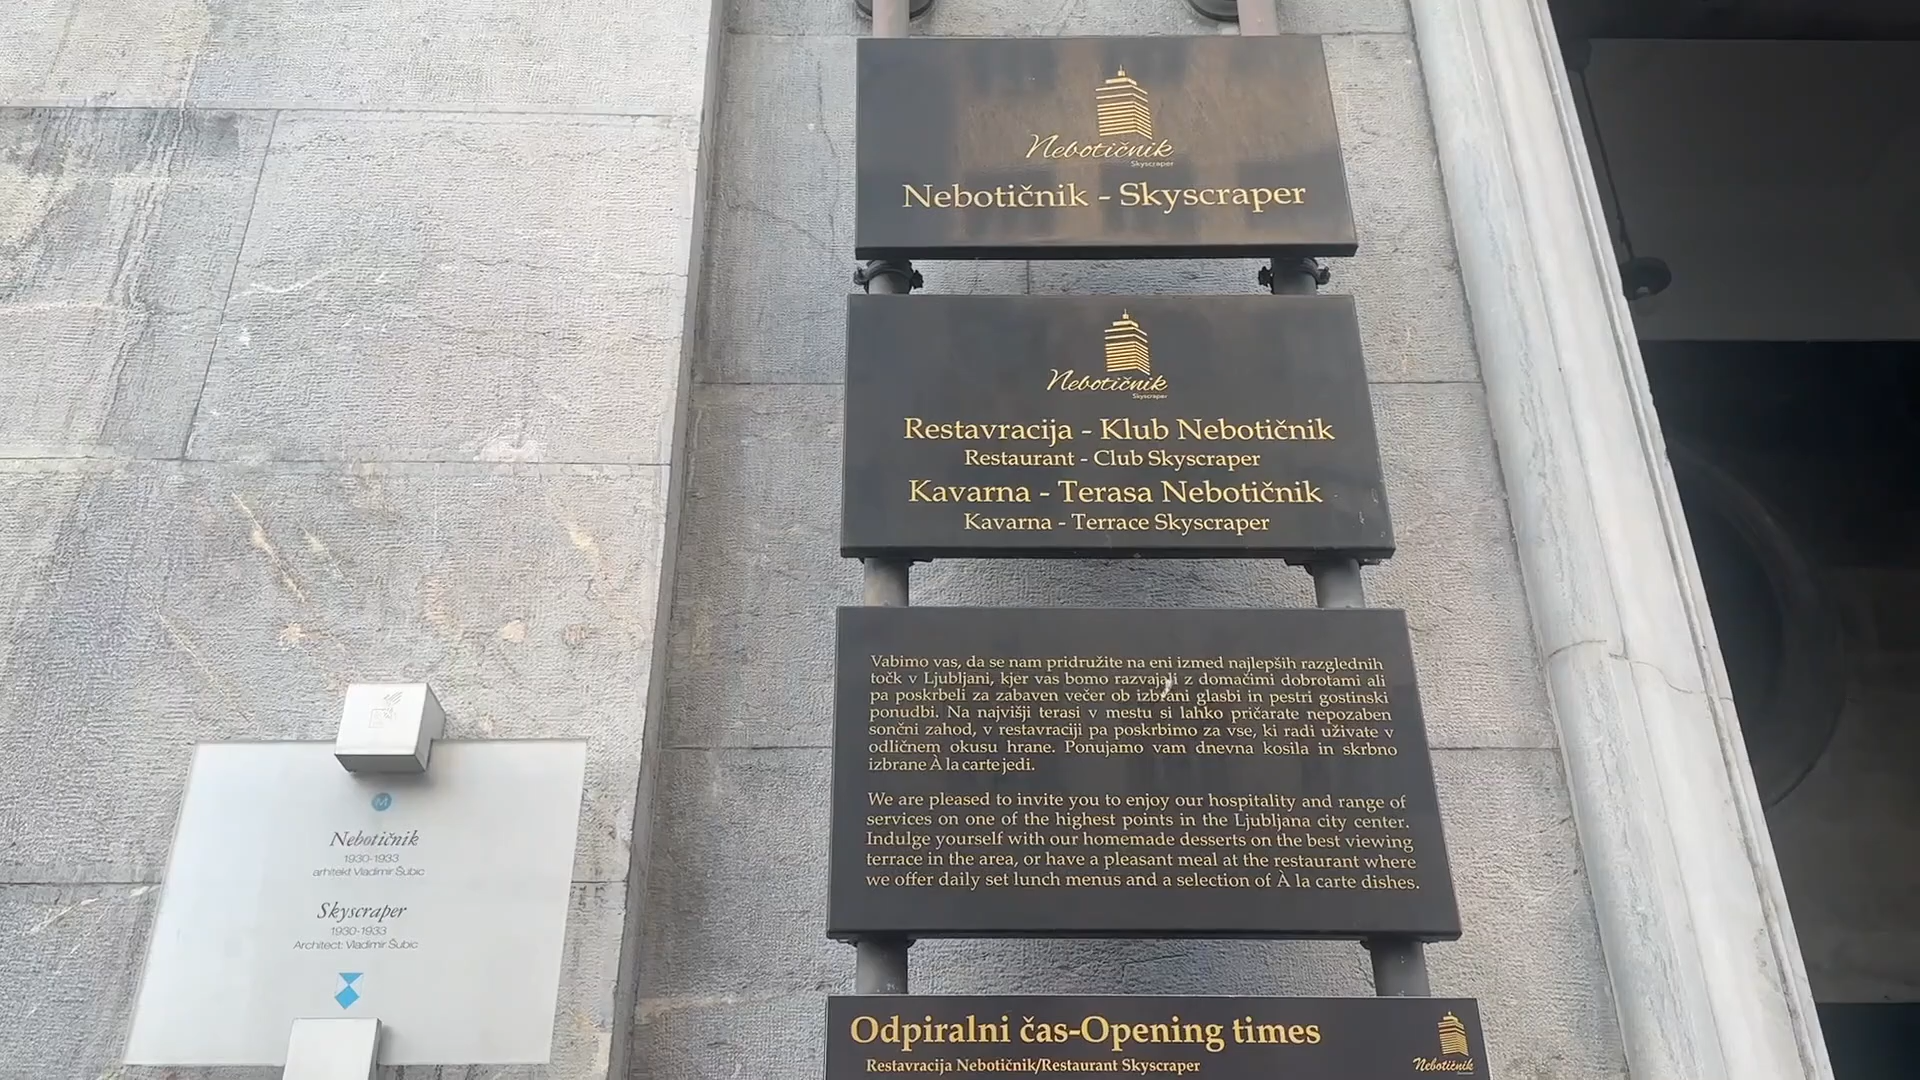 Nebotičnik
Skyscraper
Nebotičnik - Skyscraper
Nebotičnik
Skyscraper
Restavracija - Klub Nebotičnik
Restaurant - Club Skyscraper
Kavarna - Terasa Nebotičnik
Kavarna - Terrace Skyscraper
Vabimo vas, da se nam pridružite na eni izmed najlepših razglednih
točk v Ljubljani, kjer vas bomo razvajali z domačimi dobrotami ali
pa poskrbeli za zabaven večer ob izbrani glasbi in pestri gostinski
ponudbi. Na najvišji terasi v mestu si lahko pričarate nepozaben
sončni zahod, v restavraciji pa poskrbimo za vse, ki radi uživate v
odličnem okusu hrane. Ponujamo vam dnevna kosila in skrbno
izbrane À la carte jedi.
We are pleased to invite you to enjoy our hospitality and range of
services on one of the highest points in the Ljubljana city center.
Indulge yourself with our homemade desserts on the best viewing
terrace in the area, or have a pleasant meal at the restaurant where
we offer daily set lunch menus and a selection of À la carte dishes.
Odpiralni čas-Opening times
Restavracija Nebotičnik/Restaurant Skyscraper
Nebotičnik
M
Nebotičnik
1930-1933
arhitekt Vladimir Šubic
Skyscraper
1930-1933
Architect: Vladimir Šubic